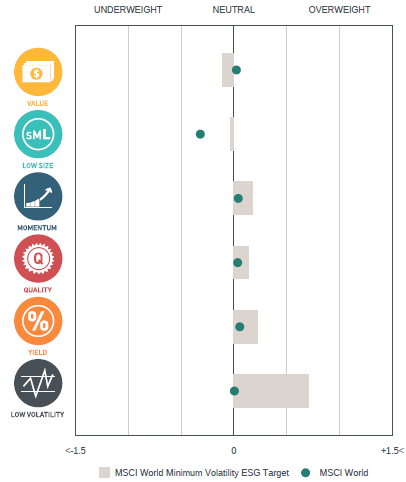 UNDERWEIGHT NEUTRAL OVERWEIGHT
$
VALUE
SML
LOW SIZE
MOMENTUM
Q
QUALITY
%
YIELD
LOW VOLATILITY
<-1.5 0 +1.5<
MSCI World Minimum Volatility ESG Target MSCI World